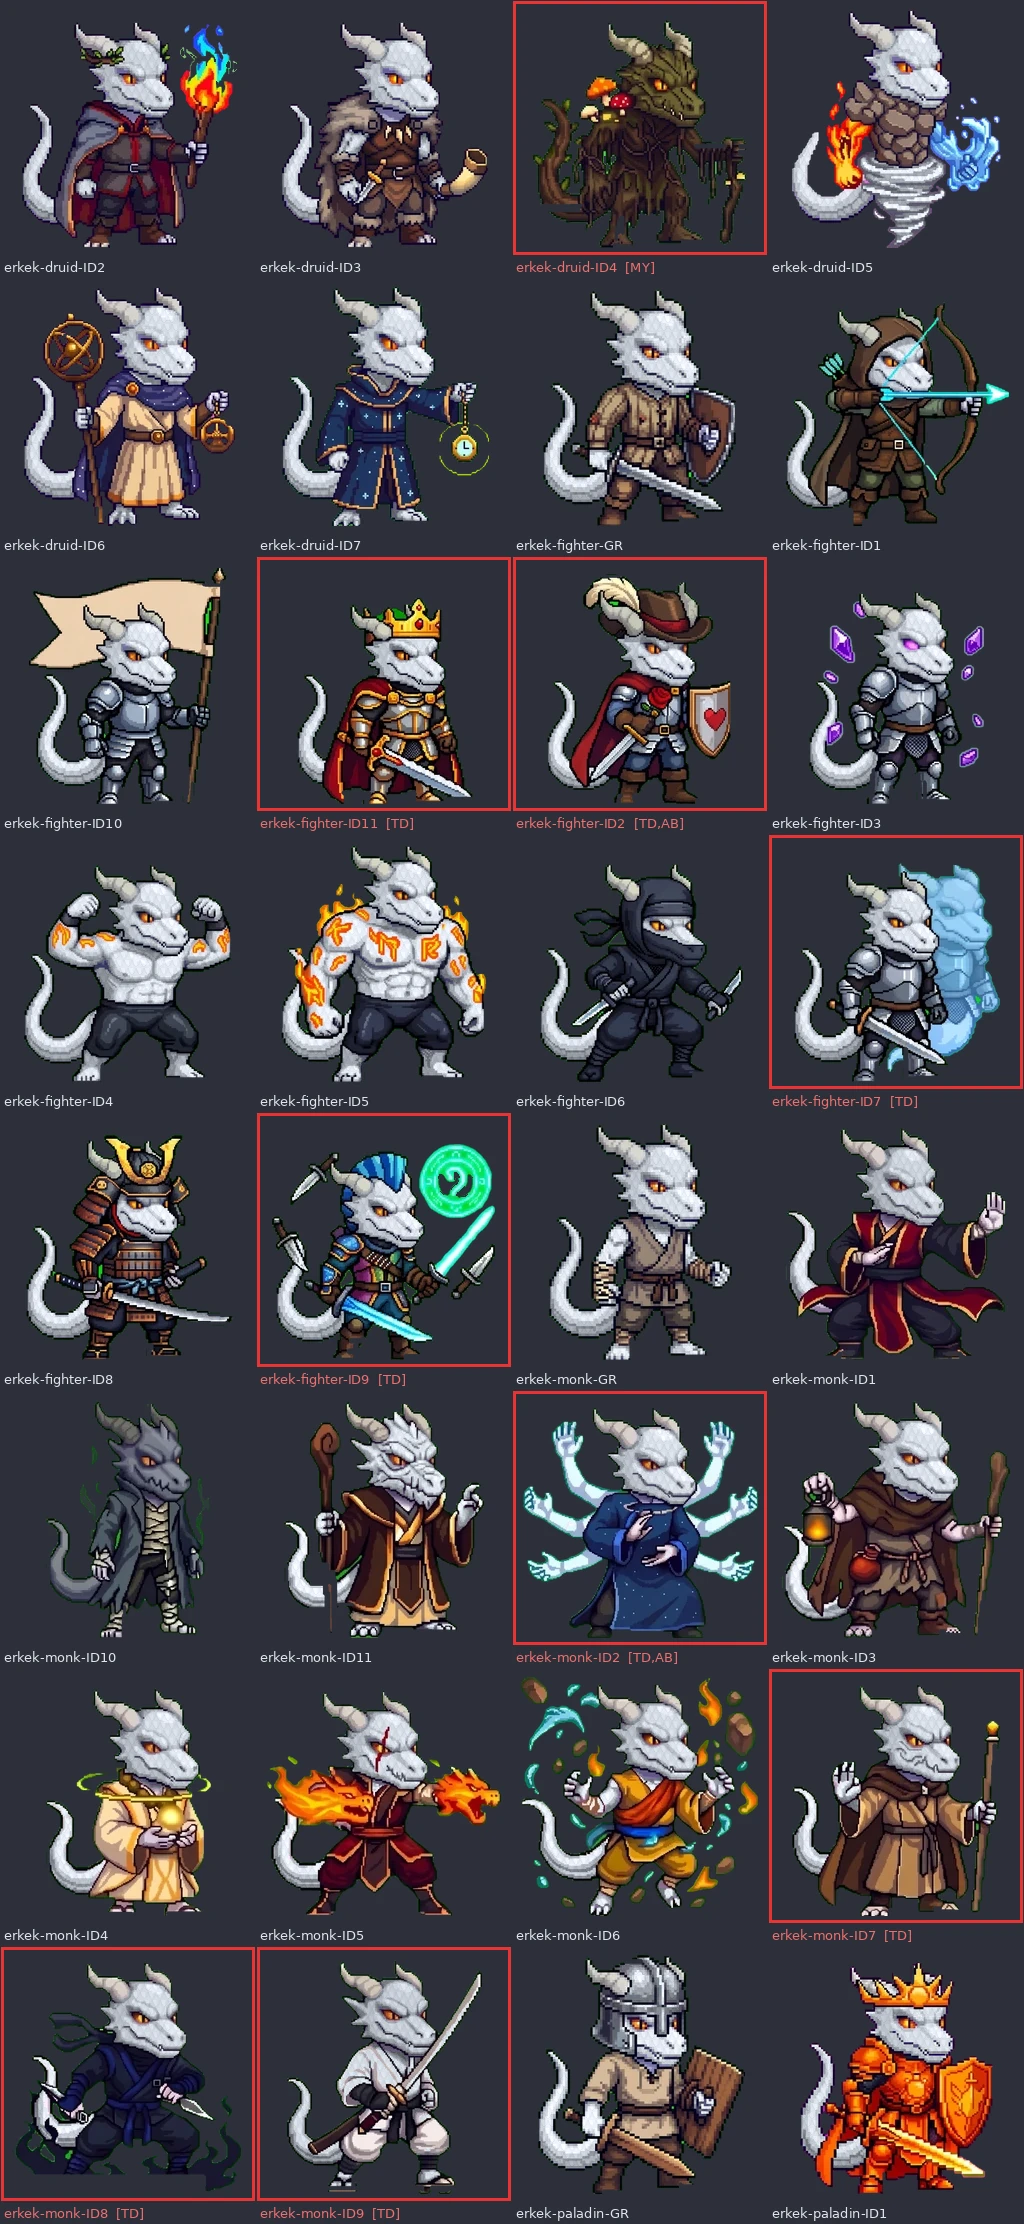 erkek-druid-ID2
erkek-druid-ID3
erkek-druid-ID4 [MY]
erkek-druid-ID5
erkek-druid-ID6
erkek-druid-ID7
erkek-fighter-GR
erkek-fighter-ID1
erkek-fighter-ID10
erkek-fighter-ID11 [TD]
erkek-fighter-ID2 [TD,AB]
erkek-fighter-ID3
erkek-fighter-ID4
erkek-fighter-ID5
erkek-fighter-ID6
erkek-fighter-ID7 [TD]
erkek-fighter-ID8
erkek-fighter-ID9 [TD]
erkek-monk-GR
erkek-monk-ID1
erkek-monk-ID10
erkek-monk-ID11
erkek-monk-ID2 [TD,AB]
erkek-monk-ID3
erkek-monk-ID4
erkek-monk-ID5
erkek-monk-ID6
erkek-monk-ID7 [TD]
erkek-monk-ID8 [TD]
erkek-monk-ID9 [TD]
erkek-paladin-GR
erkek-paladin-ID1